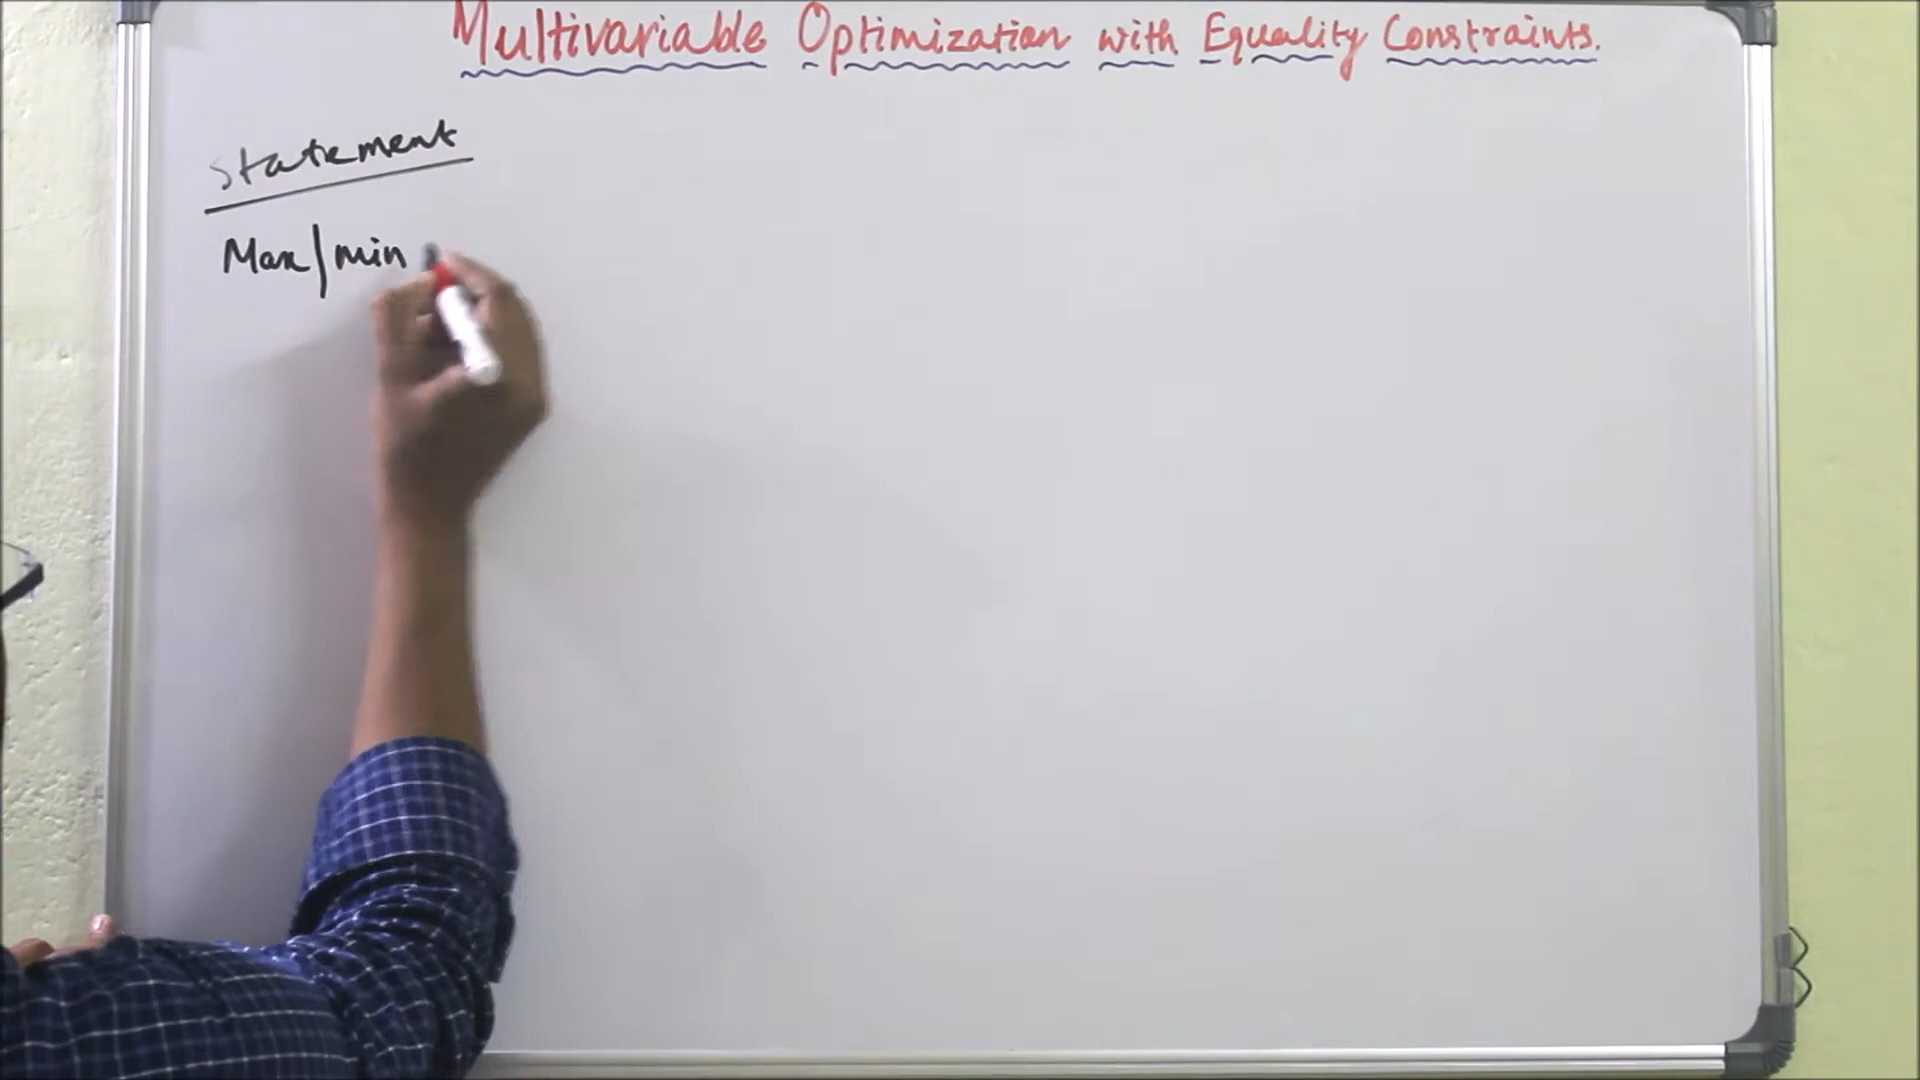 Multivariable Optimization with Equality Constraints.
Statement
Max/min